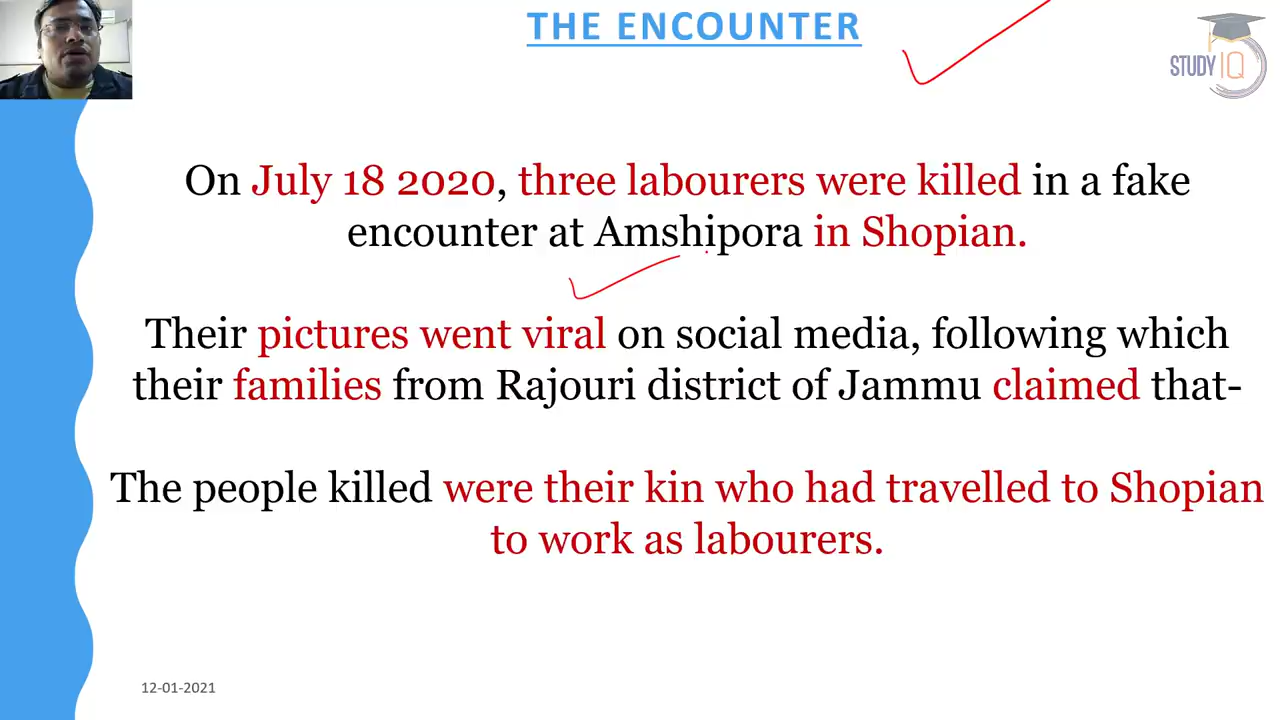 THE ENCOUNTER
STUDY IQ
On July 18 2020, three labourers were killed in a fake
encounter at Amshipora in Shopian.
Their pictures went viral on social media, following which
their families from Rajouri district of Jammu claimed that-
The people killed were their kin who had travelled to Shopian
to work as labourers.
12-01-2021